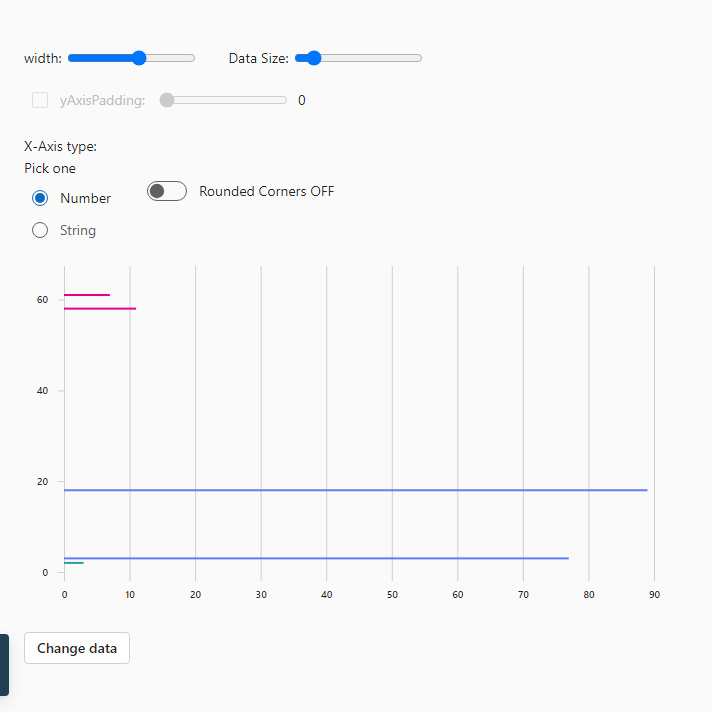 width: Data Size:
yAxisPadding: 0
X-Axis type:
Pick one
Number
Rounded Corners OFF
String
60
40
20
0
0 10 20 30 40 50 60 70 80 90
Change data